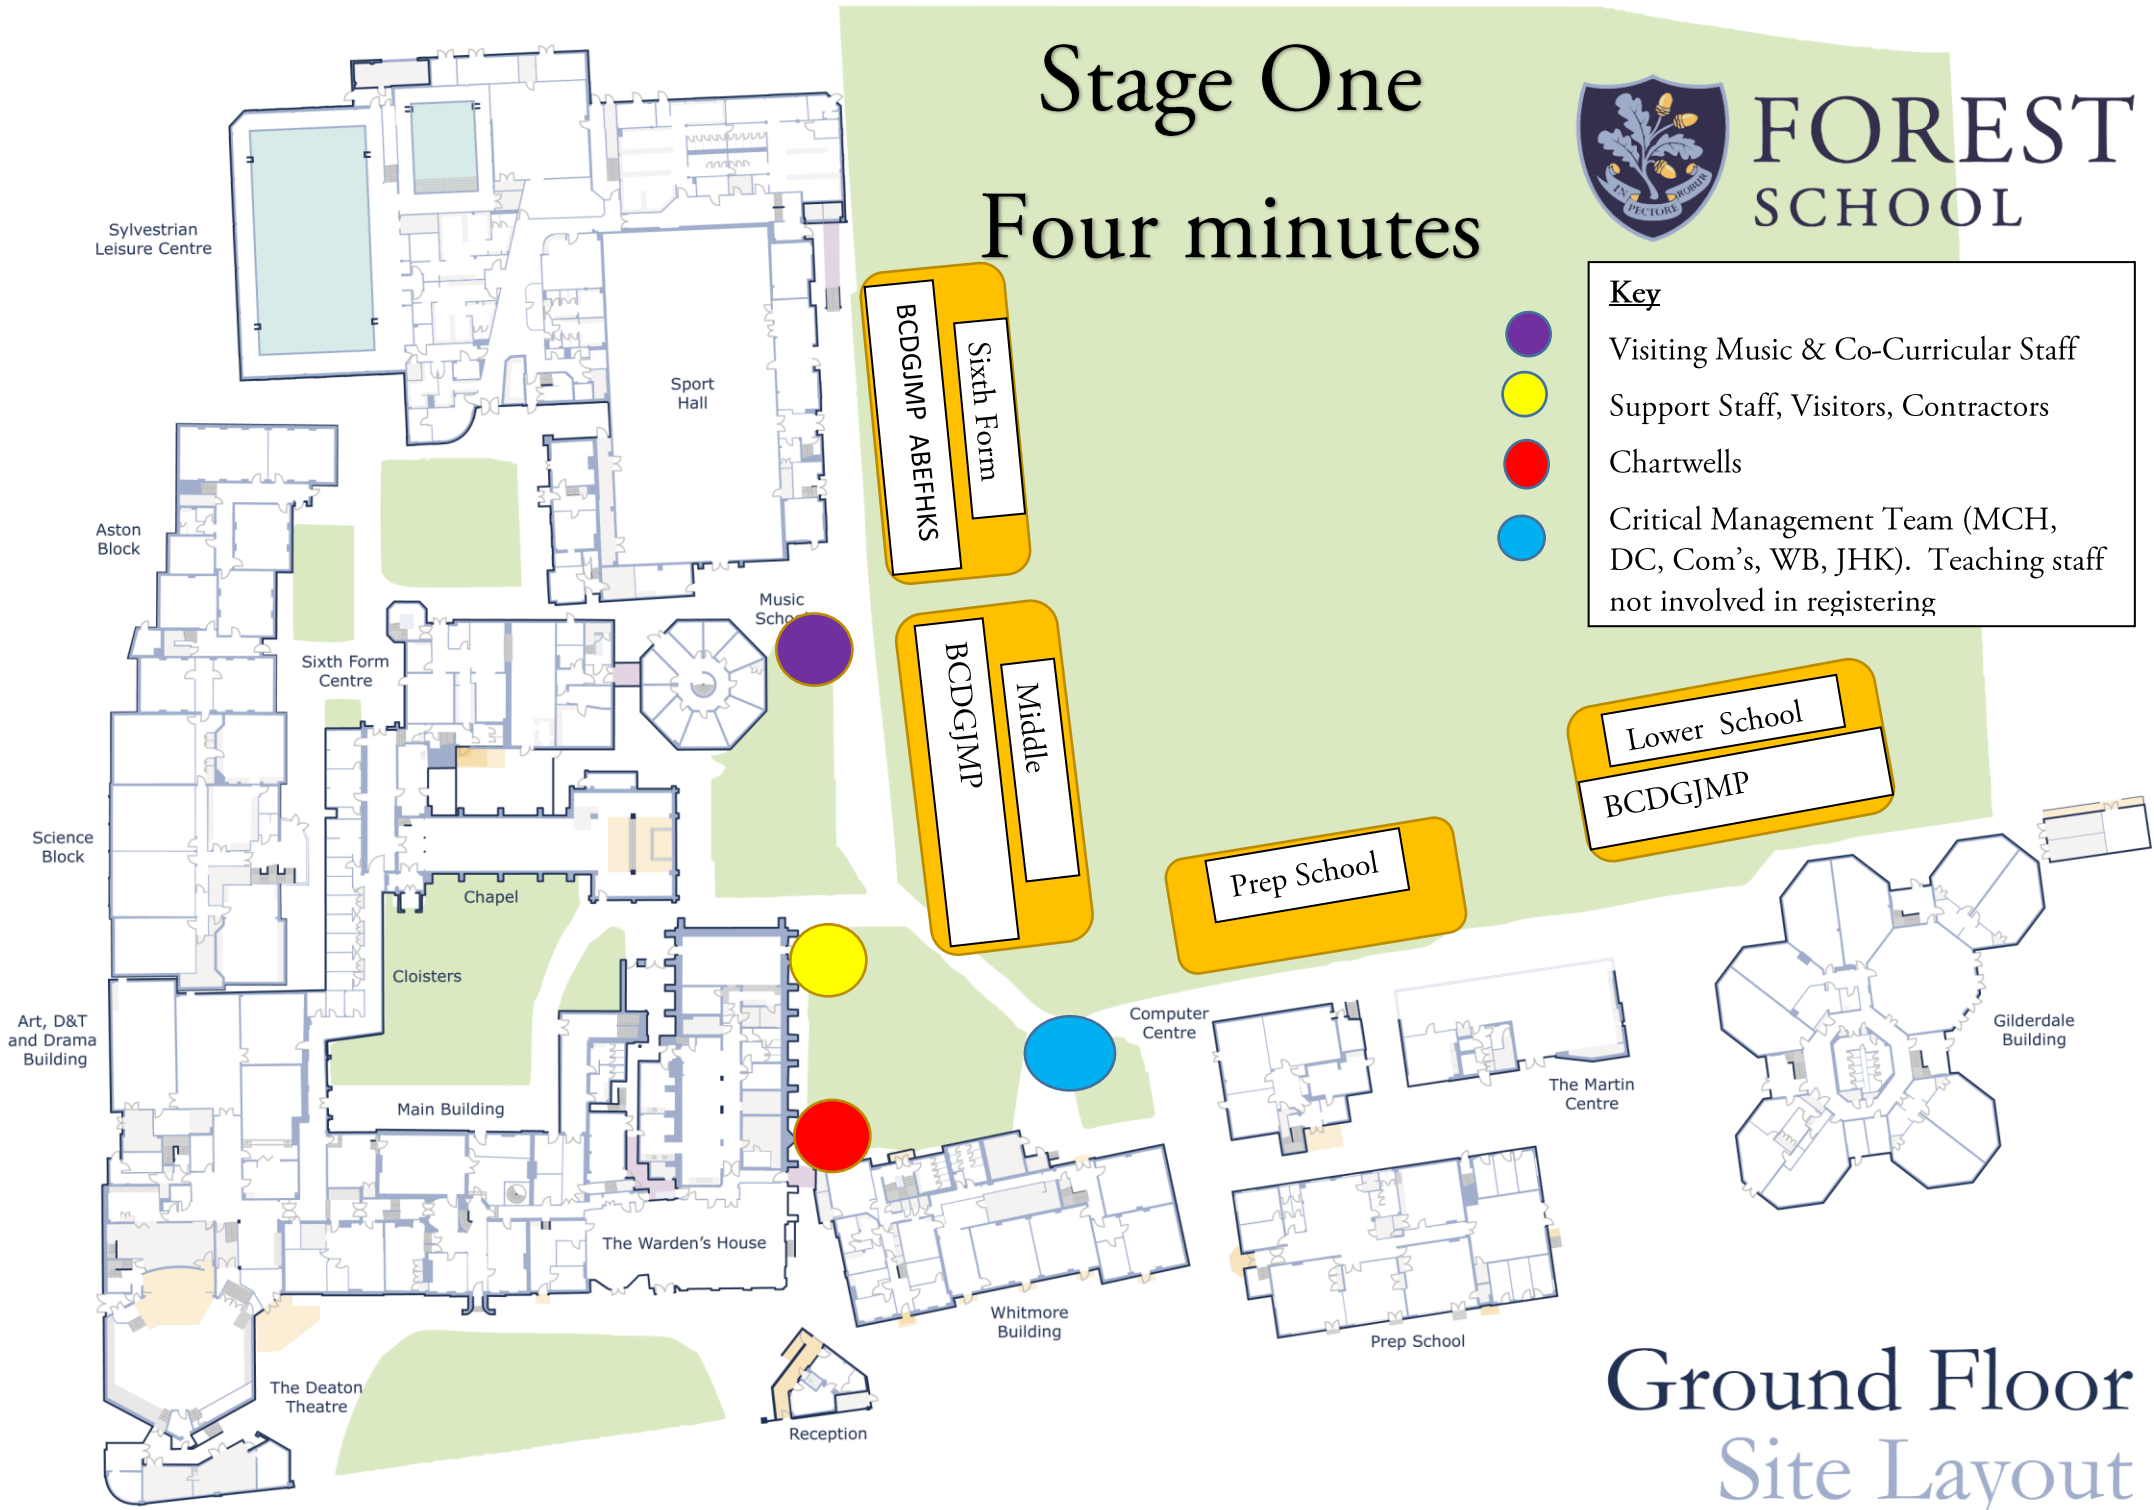 Stage One
Four minutes
IN
PECTORE
ROBUR
FOREST
SCHOOL
Key
Visiting Music & Co-Curricular Staff
Support Staff, Visitors, Contractors
Chartwells
Critical Management Team (MCH,
DC, Com’s, WB, JHK).  Teaching staff
not involved in registering
Sylvestrian
Leisure Centre
Sport
Hall
BCDGJMP  ABEFHKS
Sixth Form
Aston
Block
Music
School
Sixth Form
Centre
BCDGJMP
Middle
Lower  School
BCDGJMP
Prep School
Science
Block
Chapel
Cloisters
Art, D&T
and Drama
Building
Computer
Centre
Gilderdale
Building
The Martin
Centre
Main Building
The Warden’s House
Whitmore
Building
Prep School
The Deaton
Theatre
Reception
Ground Floor
Site Layout